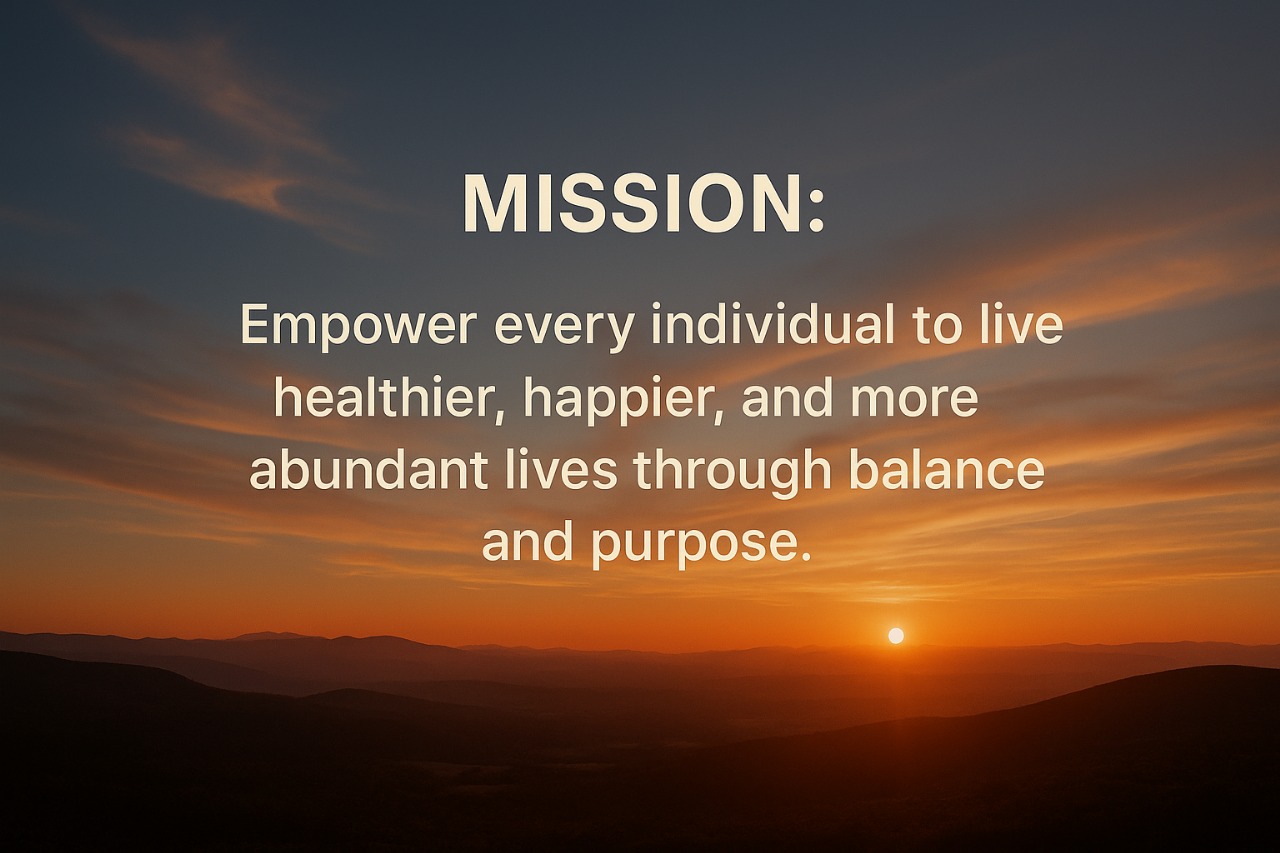 MISSION:
Empower every individual to live
healthier, happier, and more
abundant lives through balance
and purpose.